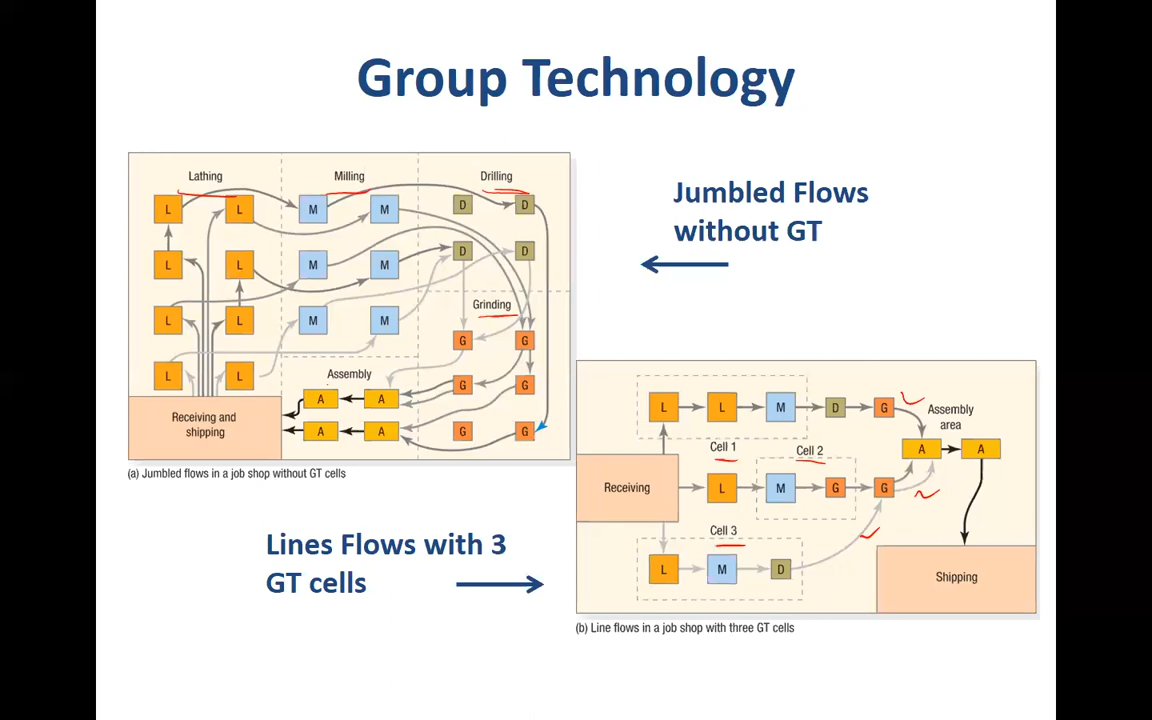 Group Technology
Lathing Milling Drilling
L L M M D D
L L M M D D
Grinding
L L M M G G
L L Assembly G G
A A
A A G G
Receiving and
shipping
(a) Jumbled flows in a job shop without GT cells
Jumbled Flows
without GT
Lines Flows with 3
GT cells
L L M D G
Assembly
area
Cell 1 Cell 2
A A
Receiving L M G G
Cell 3
L M D
Shipping
(b) Line flows in a job shop with three GT cells